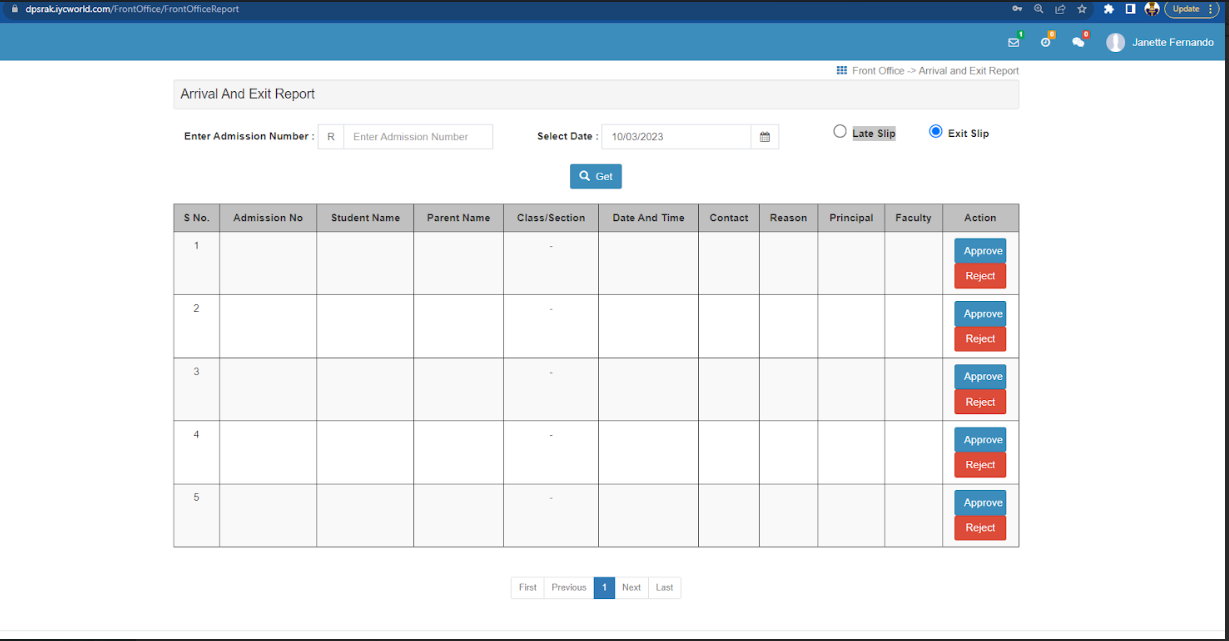 dpsrak.iycworld.com/FrontOffice/FrontOfficeReport Update
1 0 0 Janette Fernando
Front Office -> Arrival and Exit Report
Arrival And Exit Report
Enter Admission Number : R Enter Admission Number Select Date : 10/03/2023 Late Slip Exit Slip
Get
S No. Admission No Student Name Parent Name Class/Section Date And Time Contact Reason Principal Faculty Action
1 - Approve
Reject
2 - Approve
Reject
3 - Approve
Reject
4 - Approve
Reject
5 - Approve
Reject
First Previous 1 Next Last